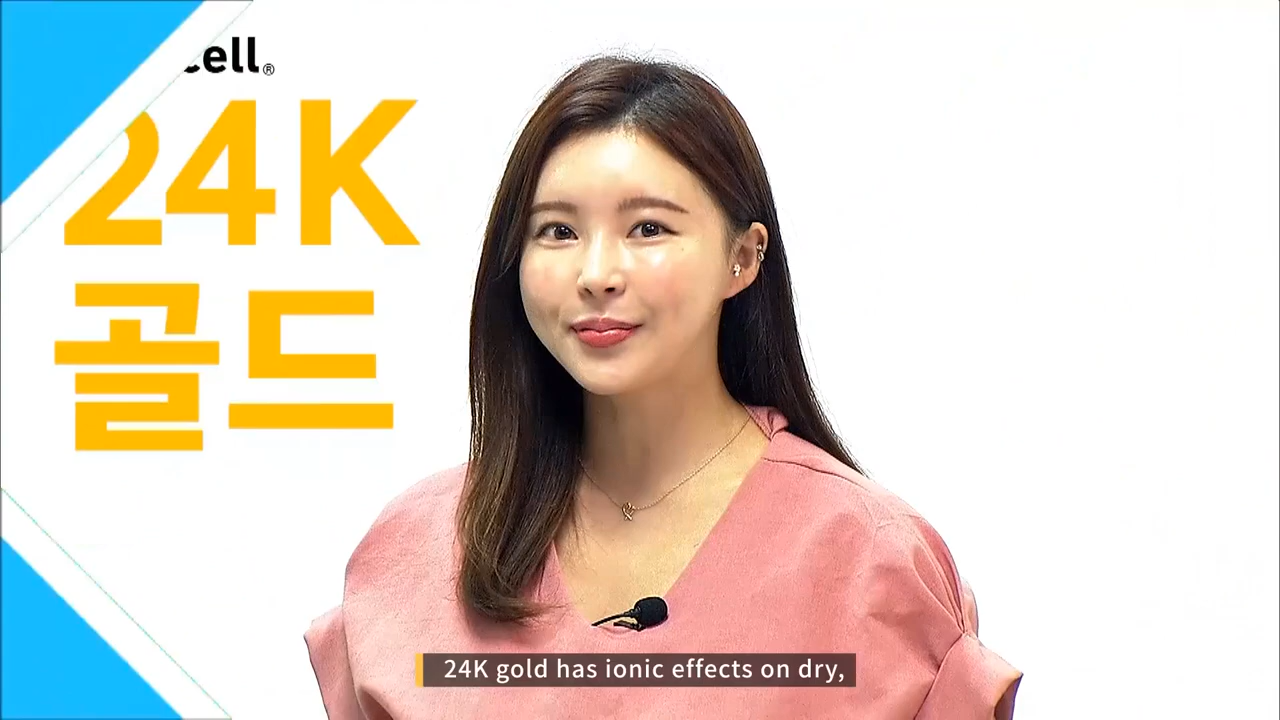 cell®
24K
골드
24K gold has ionic effects on dry,